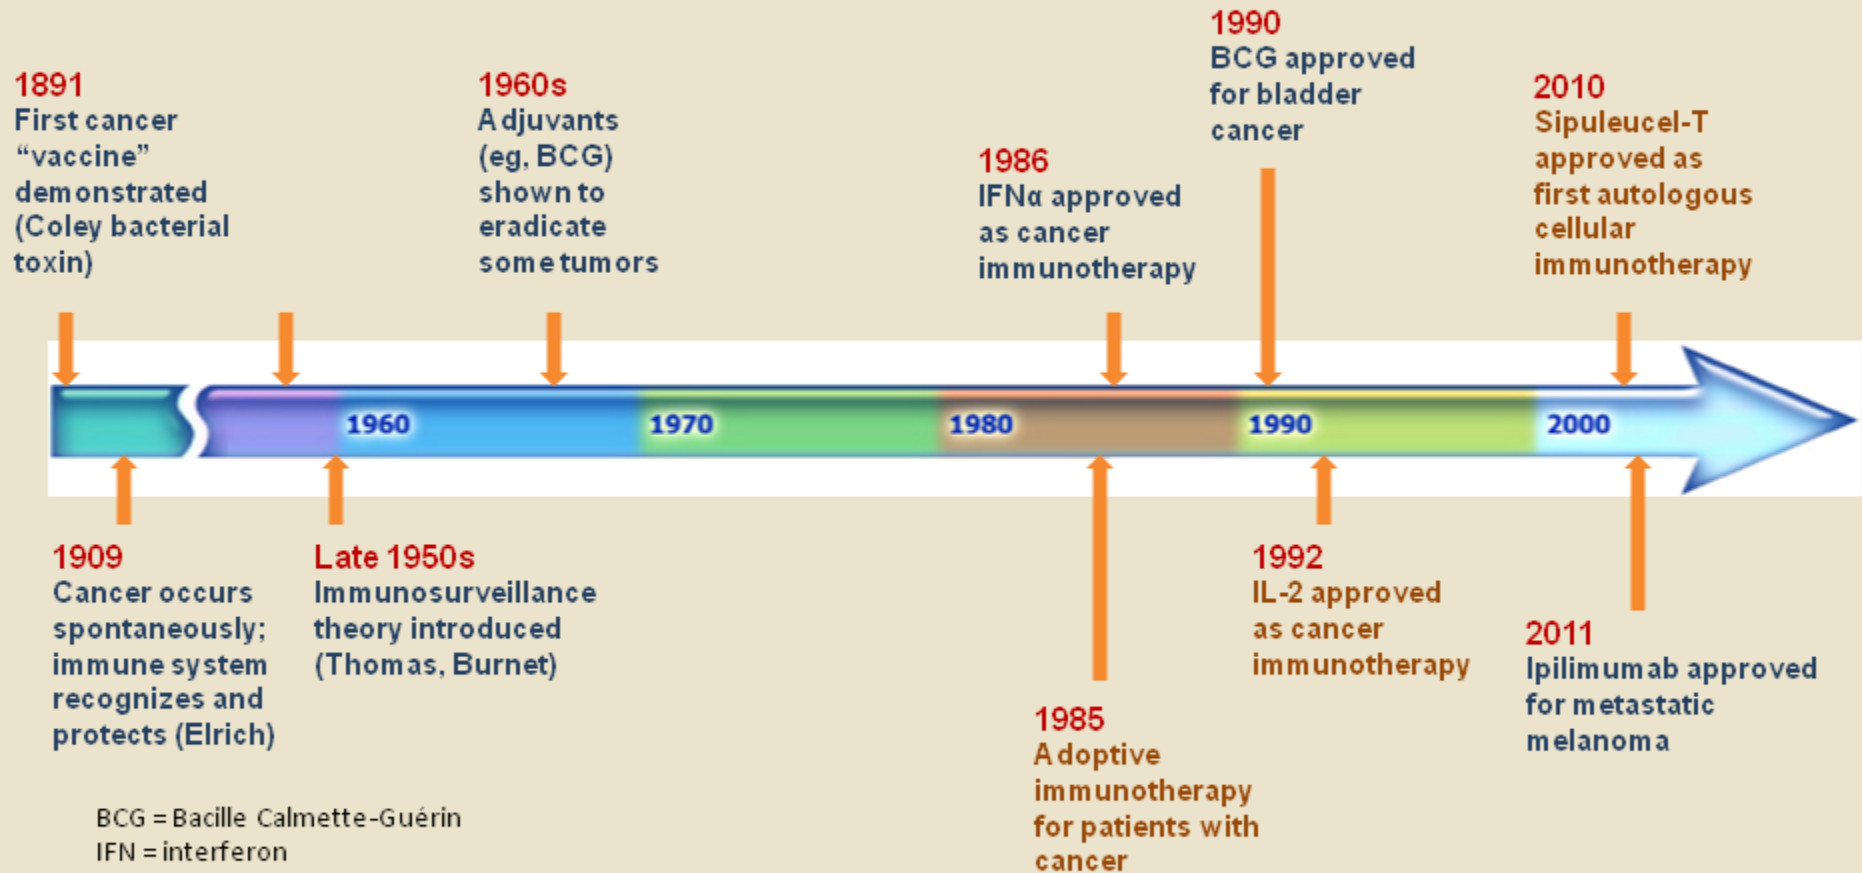 1891
First cancer
“vaccine”
demonstrated
(Coley bacterial
toxin)
1960s
Adjuvants
(eg, BCG)
shown to
eradicate
some tumors
1986
IFNα approved
as cancer
immunotherapy
1990
BCG approved
for bladder
cancer
2010
Sipuleucel-T
approved as
first autologous
cellular
immunotherapy
1960
1970
1980
1990
2000
1909
Cancer occurs
spontaneously;
immune system
recognizes and
protects (Elrich)
Late 1950s
Immunosurveillance
theory introduced
(Thomas, Burnet)
1985
Adoptive
immunotherapy
for patients with
cancer
1992
IL-2 approved
as cancer
immunotherapy
2011
Ipilimumab approved
for metastatic
melanoma
BCG = Bacille Calmette-Guérin
IFN = interferon